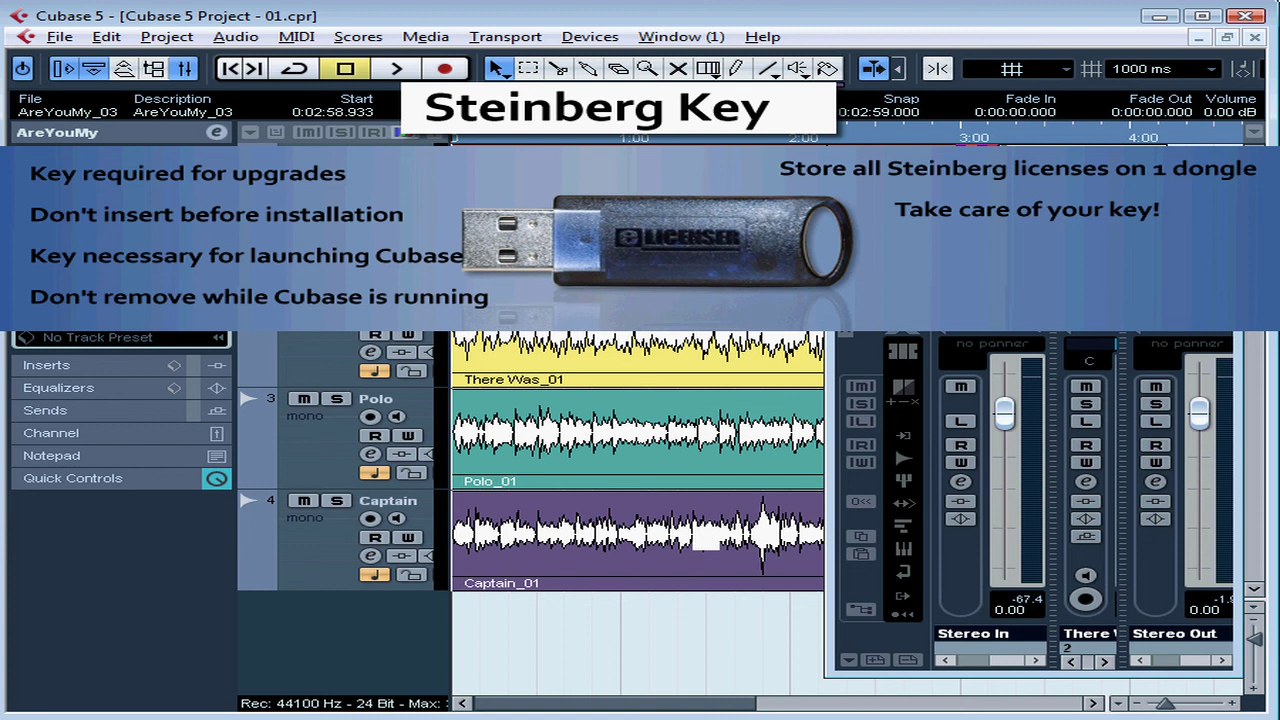 Cubase 5 - [Cubase 5 Project - 01.cpr]
File Edit Project Audio MIDI Scores Media Transport Devices Window (1) Help
1000 ms
File Description Start Snap Fade In Fade Out Volume
AreYouMy_03 AreYouMy_03 0:02:58.933 0:02:59.000 0:00:00.000 0:00:00.000 0.00 dB
Steinberg Key
AreYouMy
1:00 2:00 3:00 4:00
Key required for upgrades
Don't insert before installation
Key necessary for launching Cubase
Don't remove while Cubase is running
Store all Steinberg licenses on 1 dongle
Take care of your key!
e LICENSER
No Track Preset
Inserts
Equalizers
Sends
Channel
Notepad
Quick Controls
R W
There Was_01
3 M S Polo
mono
R W
Polo_01
4 M S Captain
mono
R W
Captain_01
no panner no panner
C
M M M
S S
L L L
R R R
W W W
-67.4
0.00 0.00
Stereo In There Stereo Out
2
Rec: 44100 Hz - 24 Bit - Max: